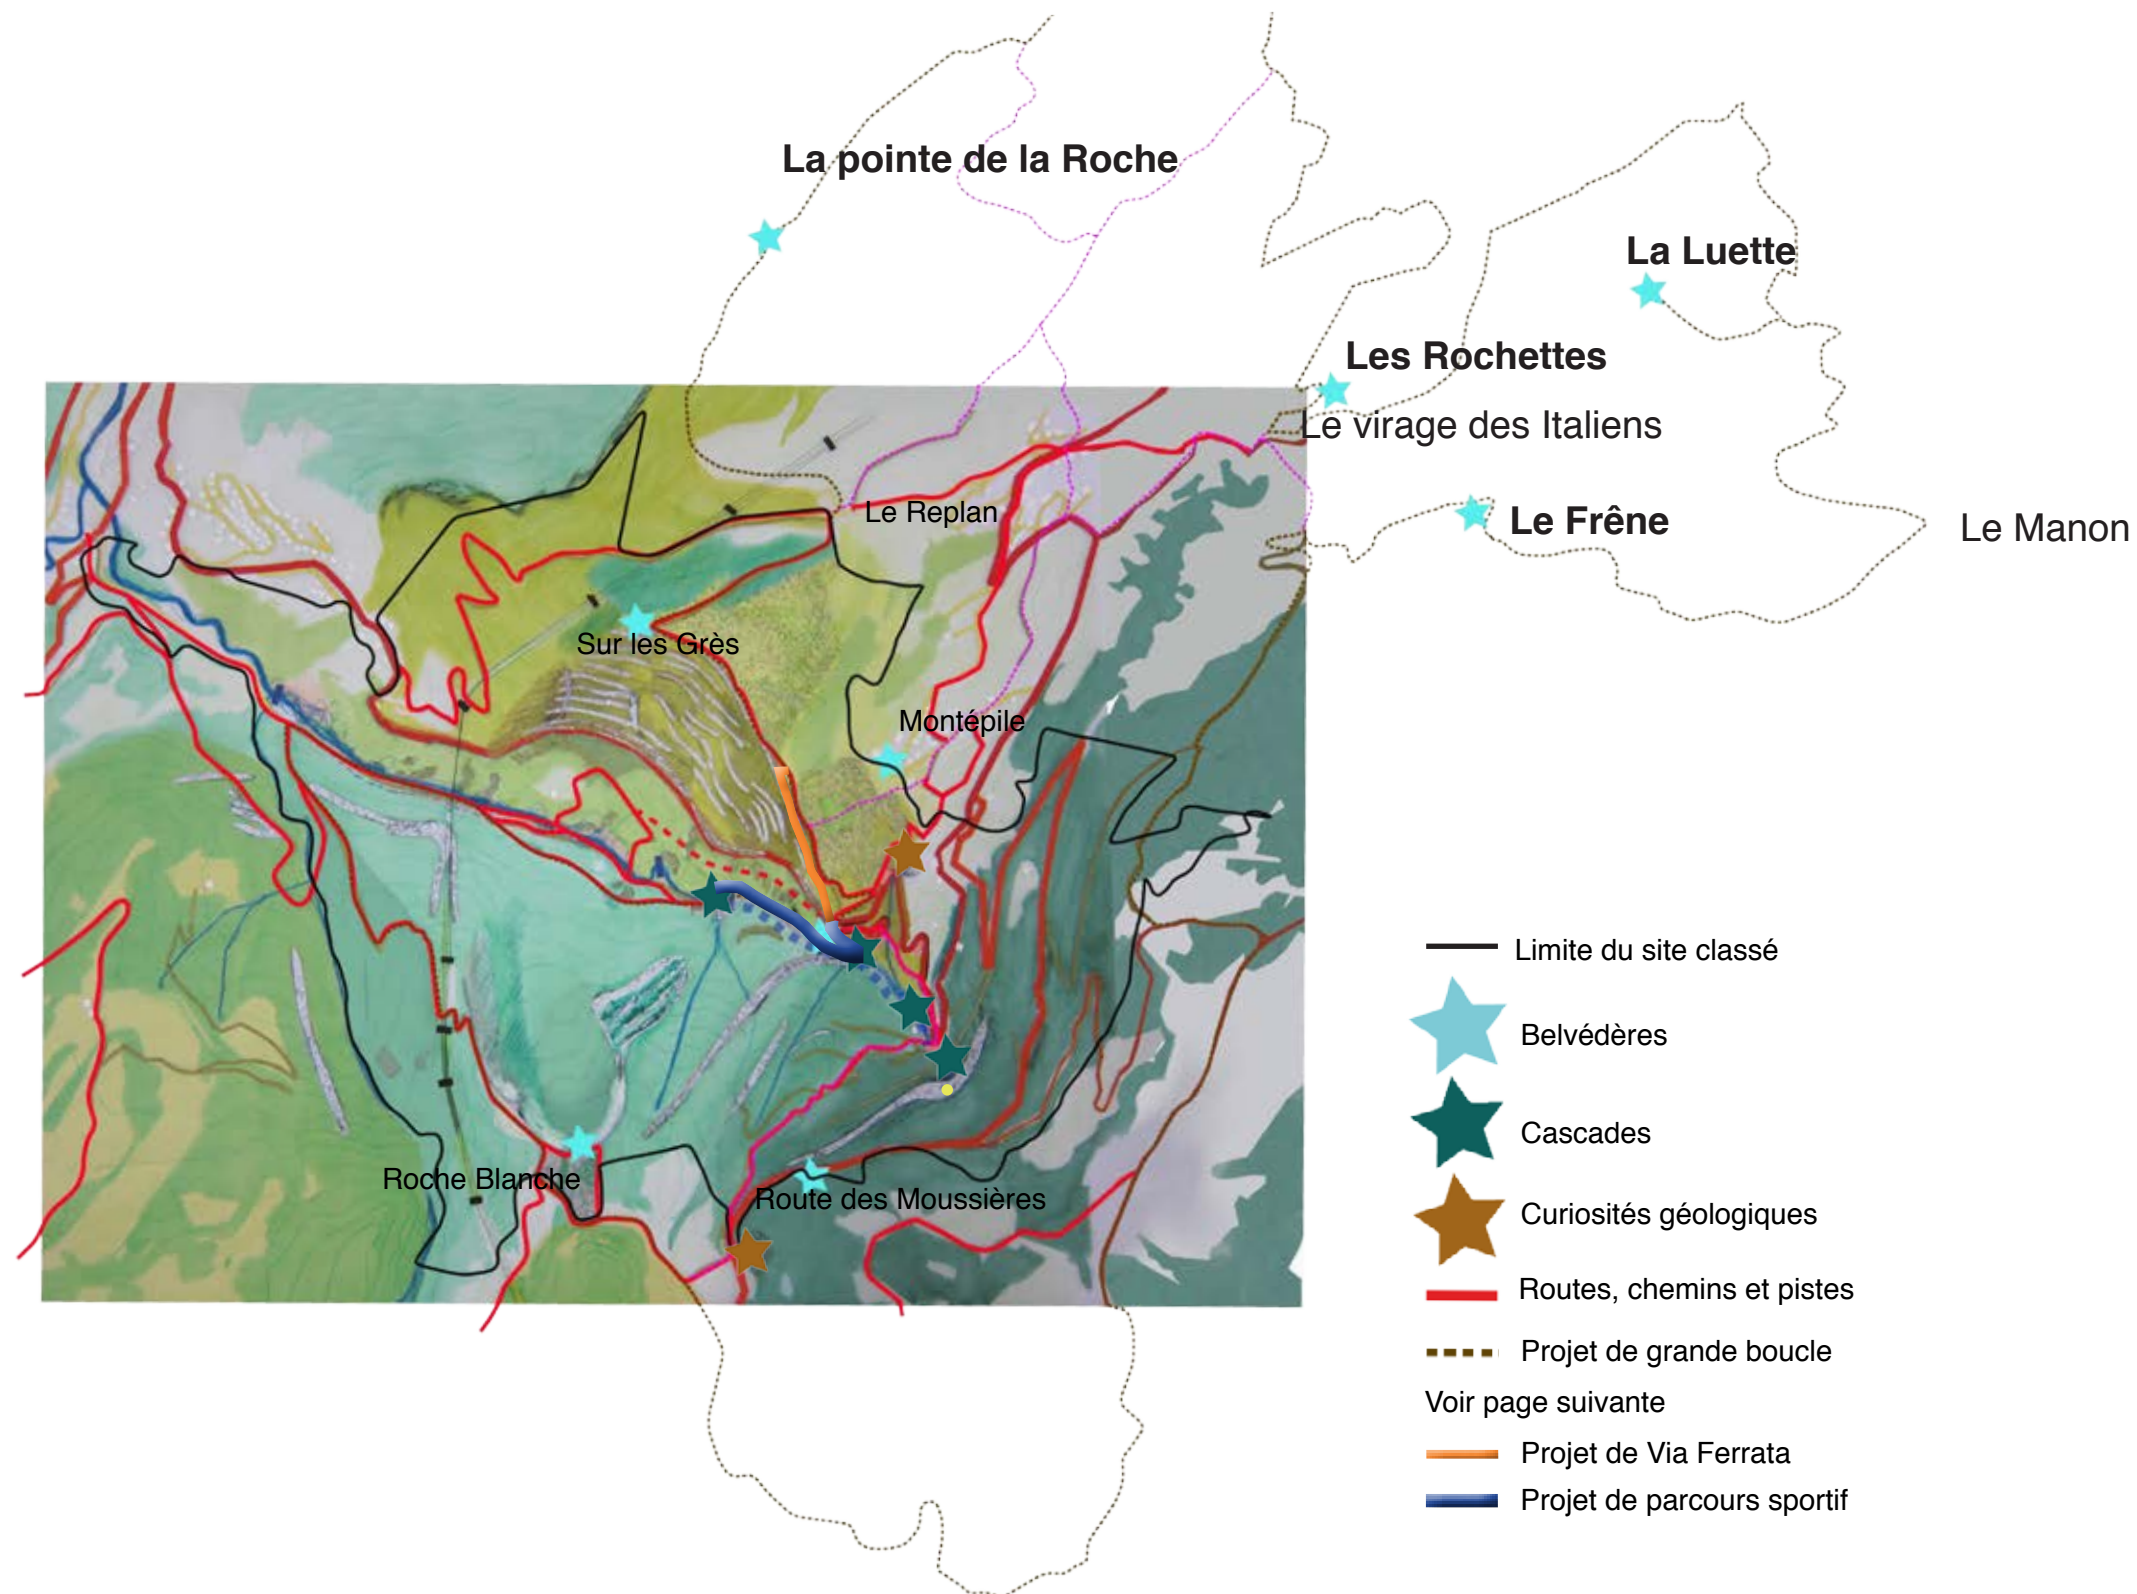 La pointe de la Roche
La Luette
Les Rochettes
Le virage des Italiens
Le Replan
Le Frêne
Le Manon
Sur les Grès
Montépile
Roche Blanche
Route des Moussières
Limite du site classé
Belvédères
Cascades
Curiosités géologiques
Routes, chemins et pistes
Projet de grande boucle
Voir page suivante
Projet de Via Ferrata
Projet de parcours sportif